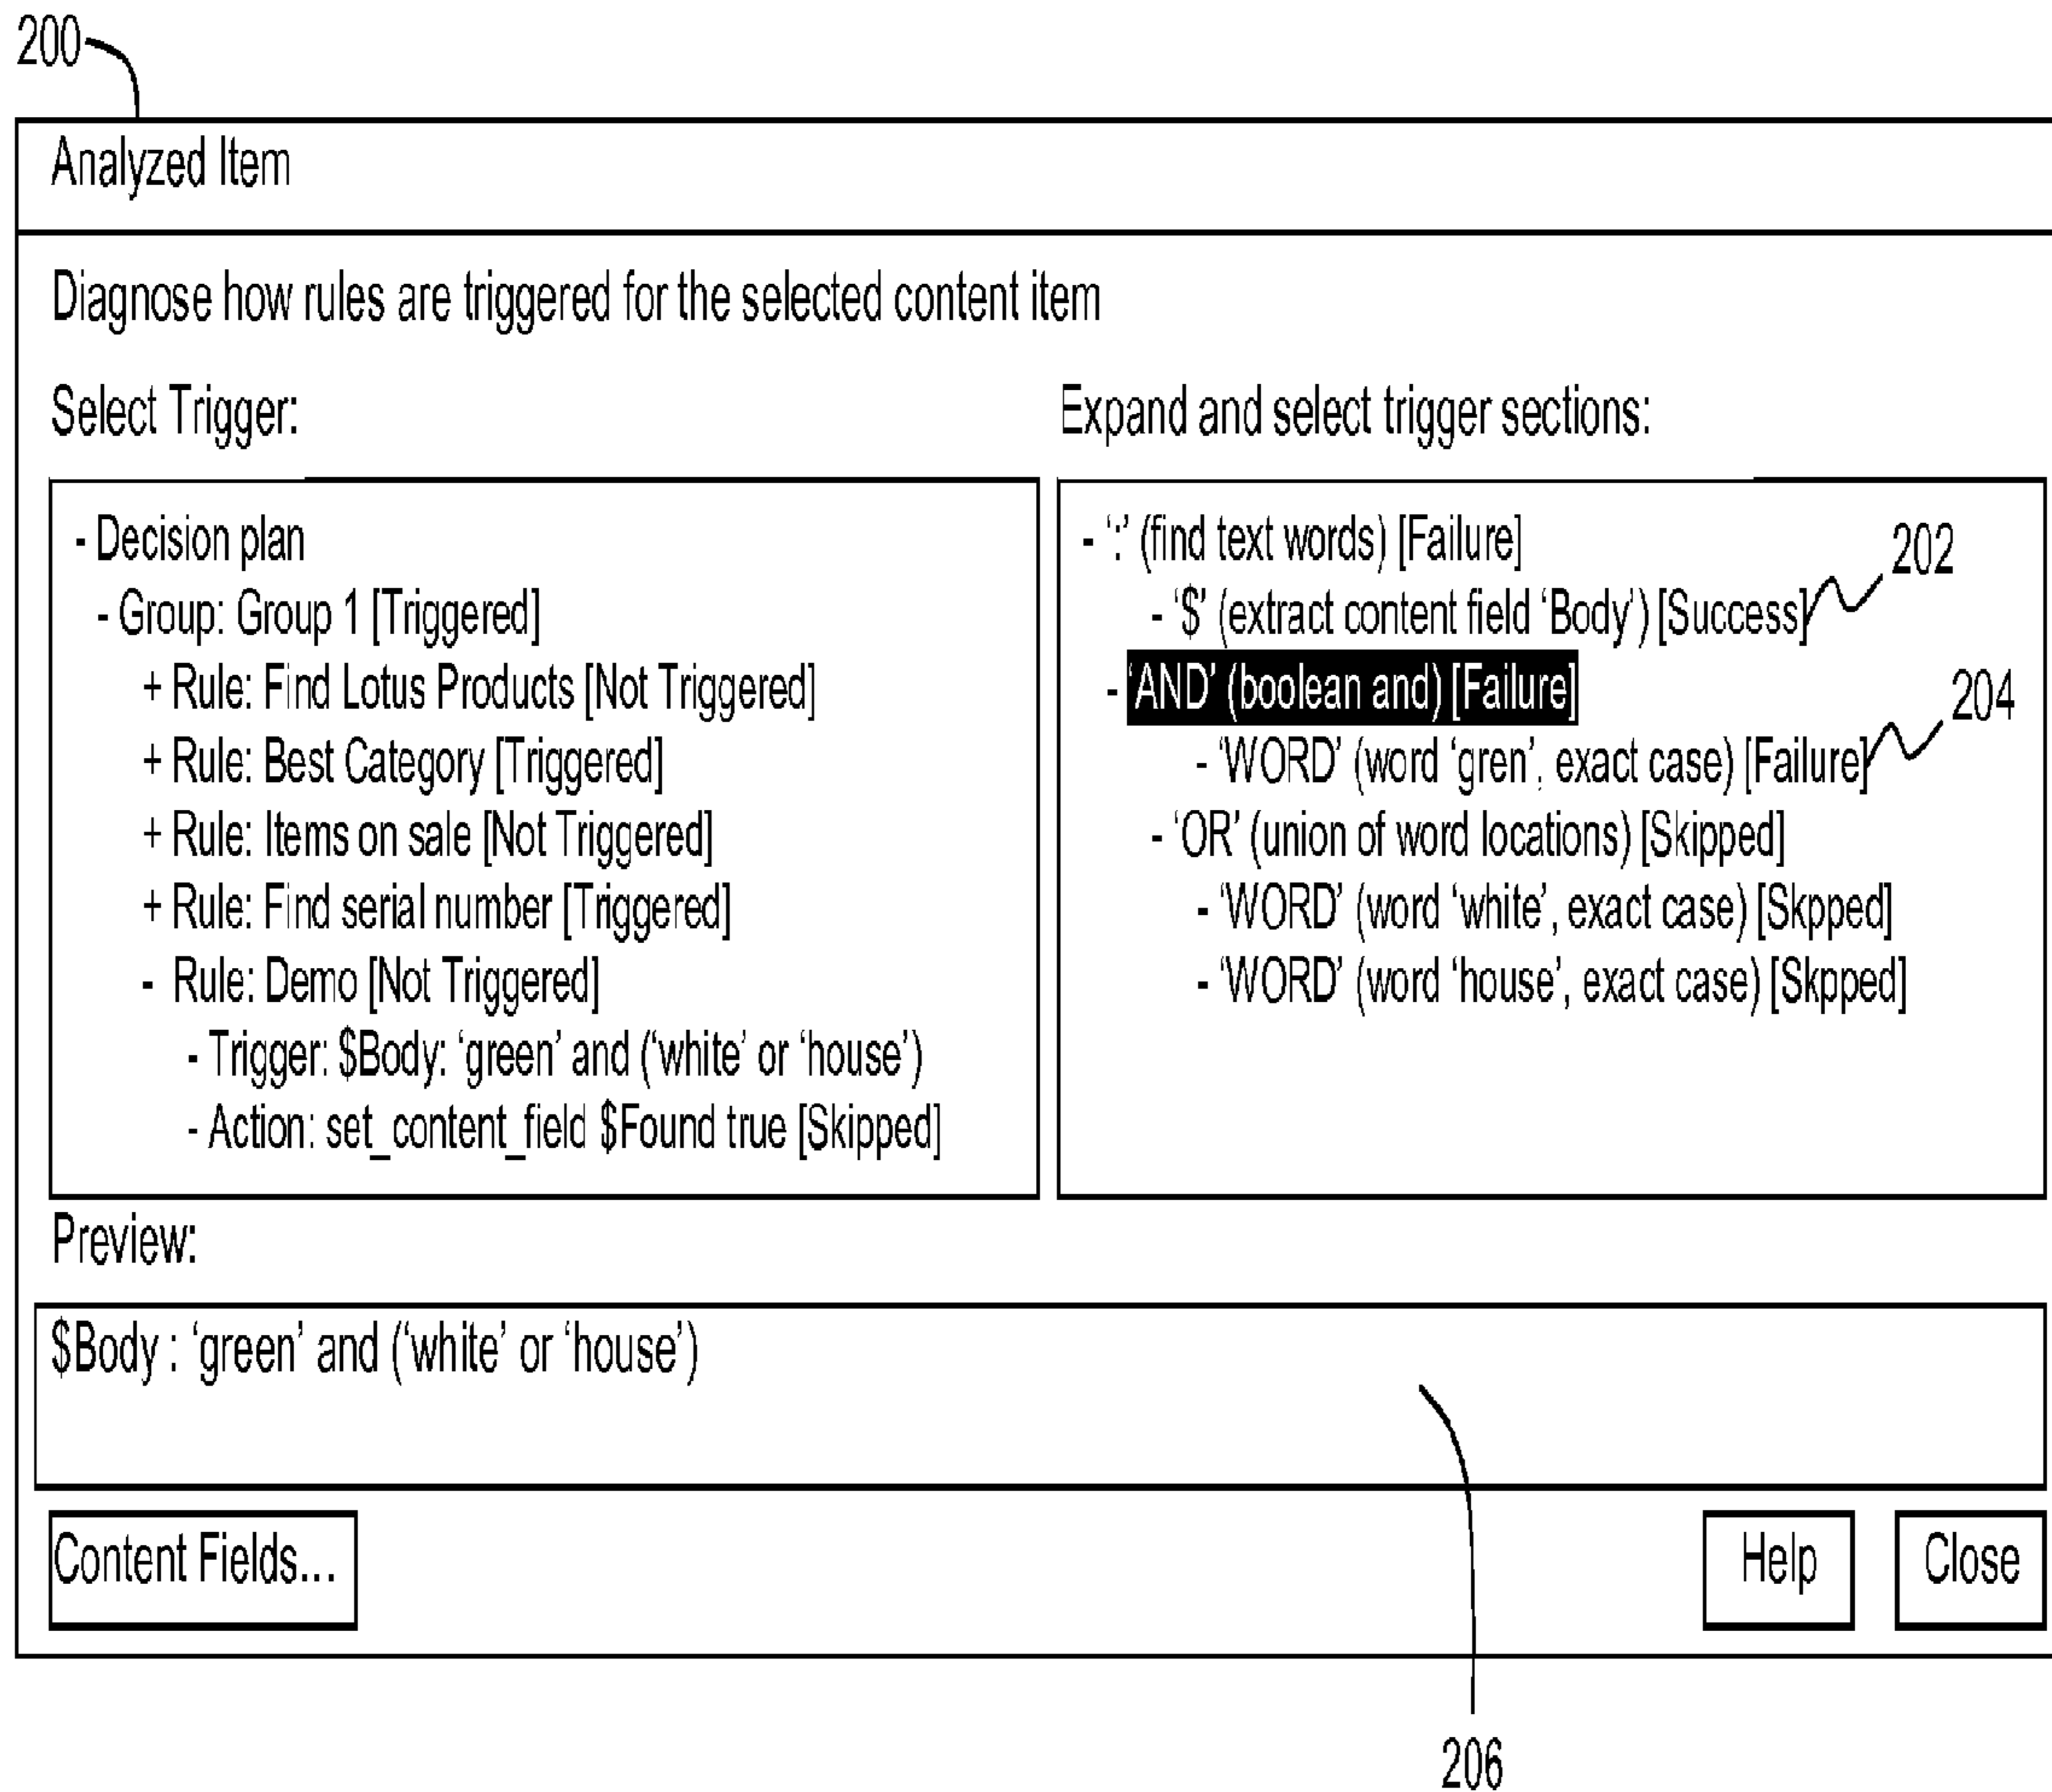 200
Analyzed Item
Diagnose how rules are triggered for the selected content item
Select Trigger:
- Decision plan
- Group: Group 1 [Triggered]
+ Rule: Find Lotus Products [Not Triggered]
+ Rule: Best Category [Triggered]
+ Rule: Items on sale [Not Triggered]
+ Rule: Find serial number [Triggered]
- Rule: Demo [Not Triggered]
- Trigger: $Body: ‘green’ and (‘white’ or ‘house’)
- Action: set_content_field $Found true [Skipped]
Expand and select trigger sections:
- ‘:’ (find text words) [Failure]
- ‘$’ (extract content field ‘Body’) [Success]
202
- ‘AND’ (boolean and) [Failure]
- ‘WORD’ (word ‘gren’, exact case) [Failure]
204
- ‘OR’ (union of word locations) [Skipped]
- ‘WORD’ (word ‘white’, exact case) [Skpped]
- ‘WORD’ (word ‘house’, exact case) [Skpped]
Preview:
$Body : ‘green’ and (‘white’ or ‘house’)
Content Fields...
Help
Close
206